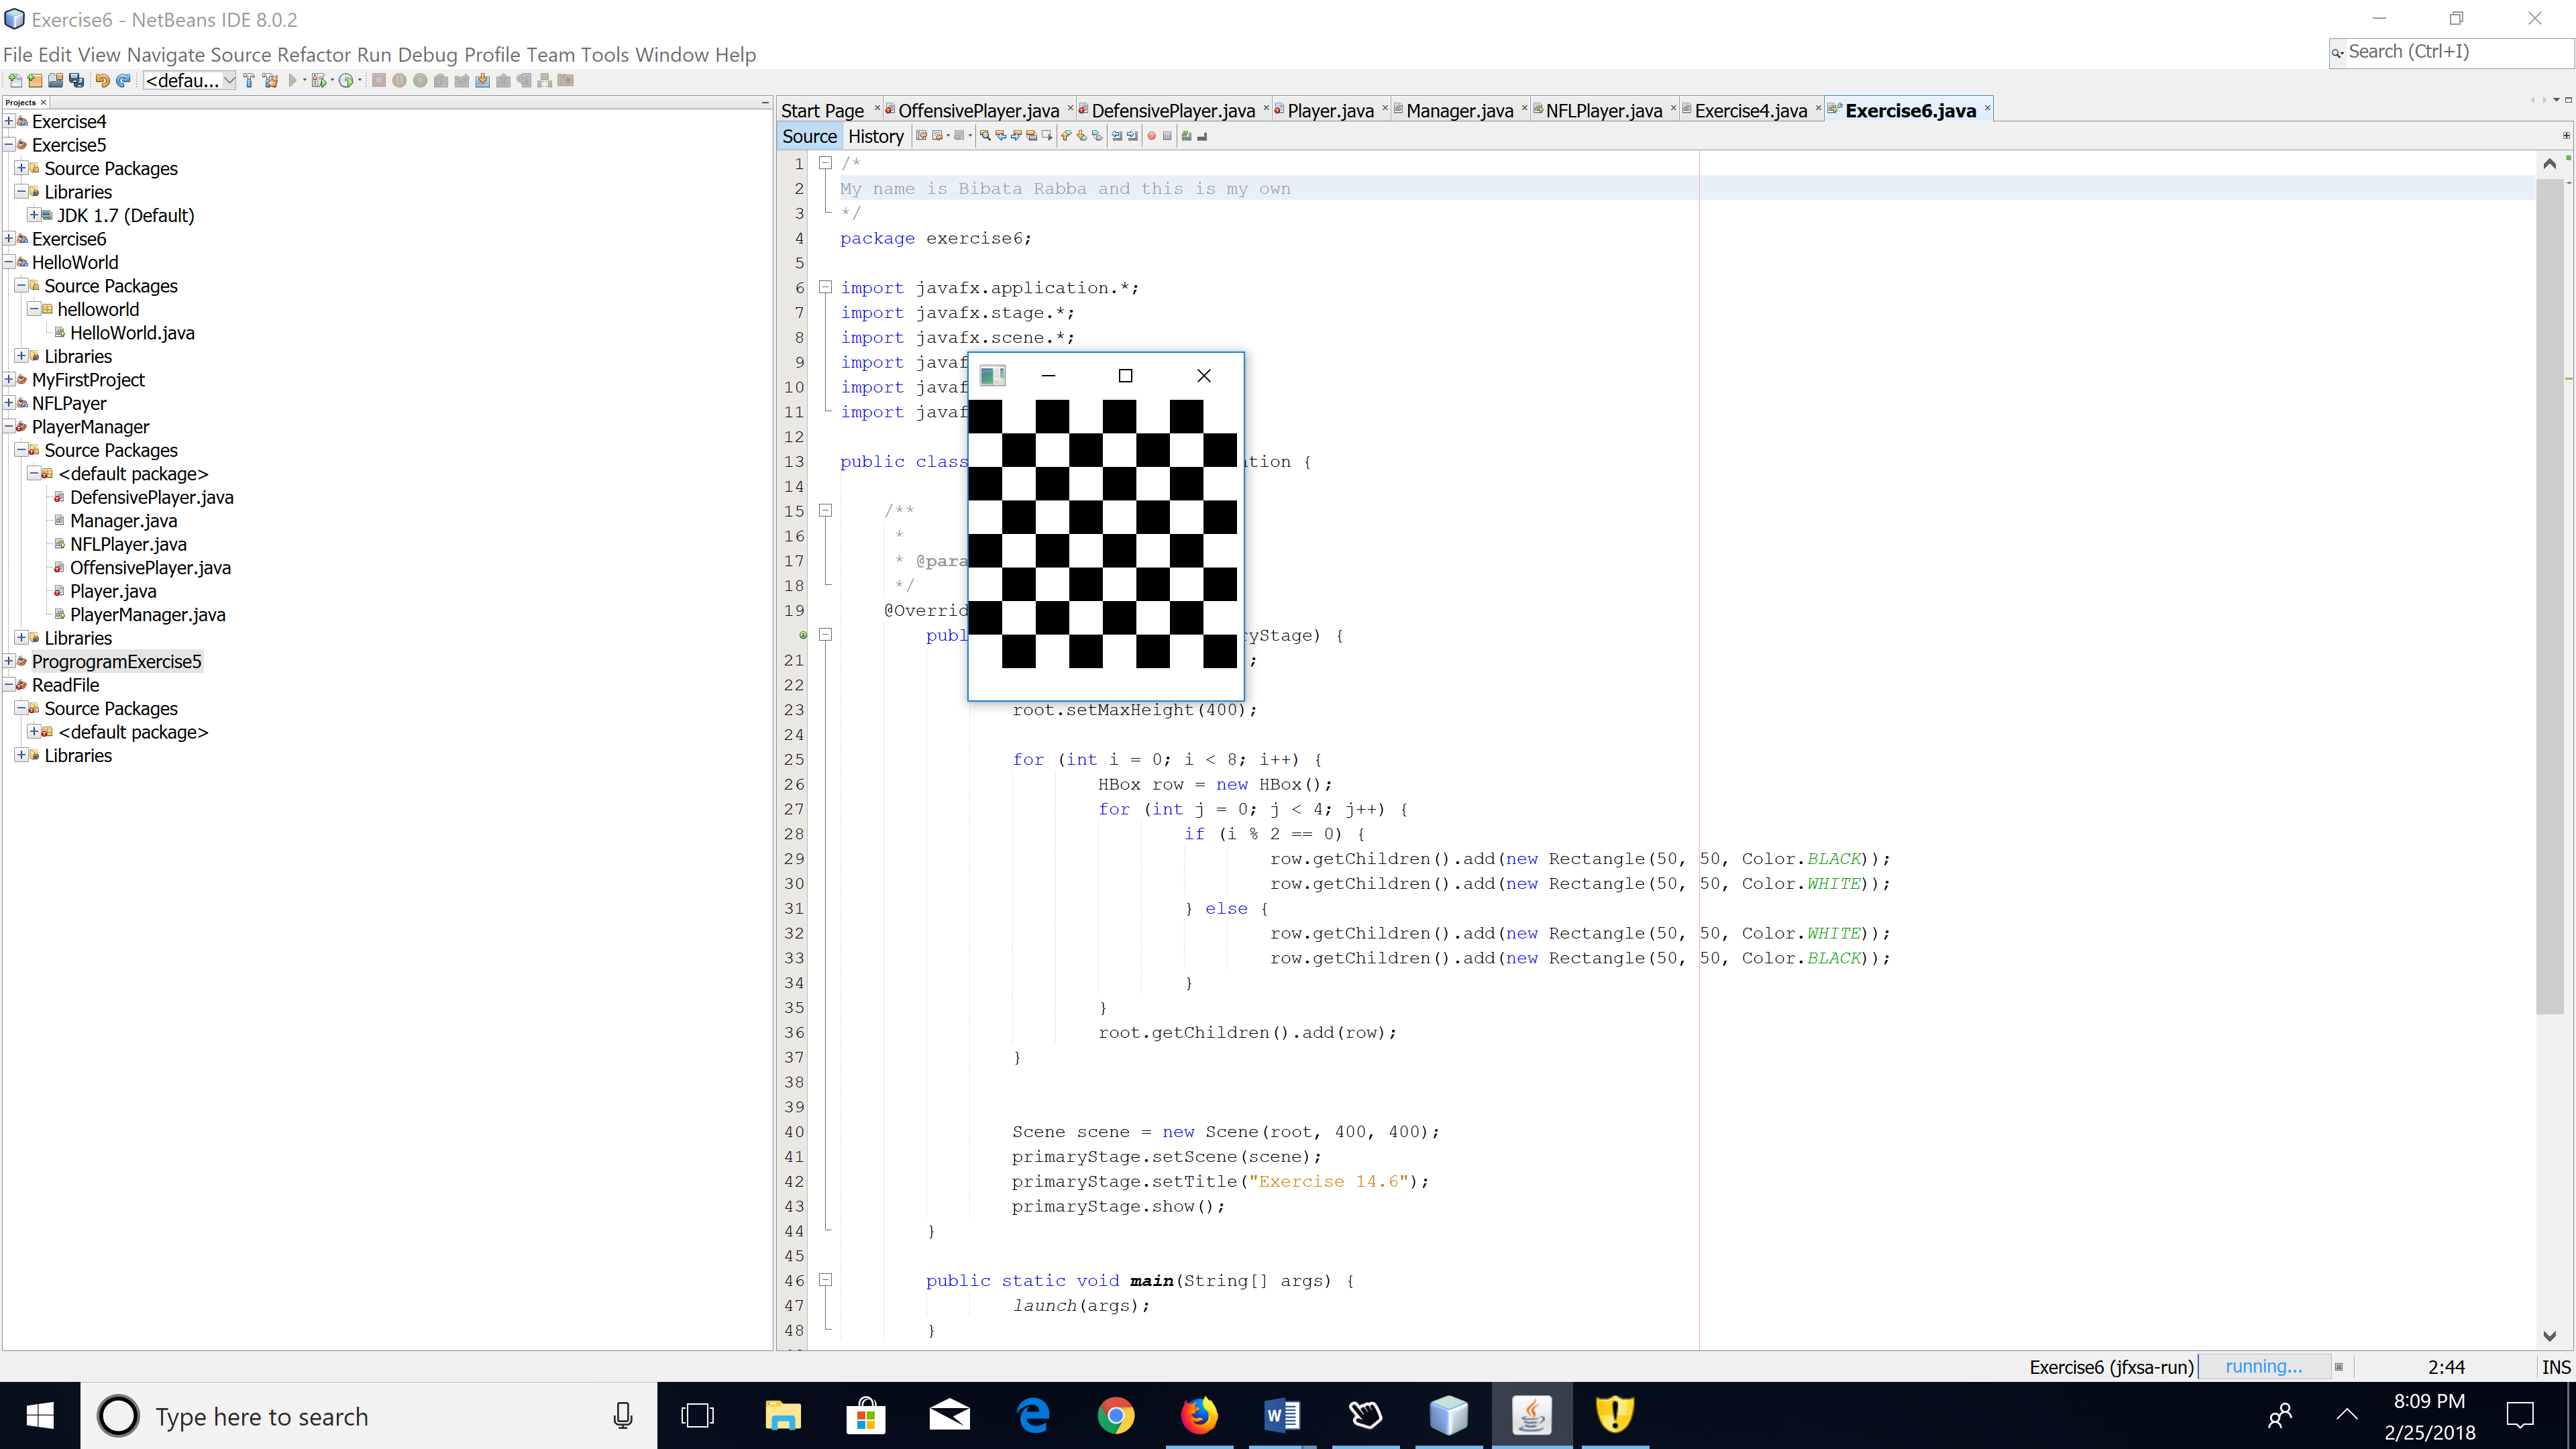 Exercise6 - NetBeans IDE 8.0.2
File Edit View Navigate Source Refactor Run Debug Profile Team Tools Window Help
Search (Ctrl+I)
<defau...
Projects
Exercise4
Exercise5
Source Packages
Libraries
JDK 1.7 (Default)
Exercise6
HelloWorld
Source Packages
helloworld
HelloWorld.java
Libraries
MyFirstProject
NFLPayer
PlayerManager
Source Packages
<default package>
DefensivePlayer.java
Manager.java
NFLPlayer.java
OffensivePlayer.java
Player.java
PlayerManager.java
Libraries
ProgrogramExercise5
ReadFile
Source Packages
<default package>
Libraries
Start Page OffensivePlayer.java DefensivePlayer.java Player.java Manager.java NFLPlayer.java Exercise4.java Exercise6.java
Source History
1 /*
2 My name is Bibata Rabba and this is my own
3 */
4 package exercise6;
5
6 import javafx.application.*;
7 import javafx.stage.*;
8 import javafx.scene.*;
9 import javaf
10 import javaf
11 import javaf
12
13 public class tion {
14
15 /**
16 *
17 * @para
18 */
19 @Overrid
publ yStage) {
21 ;
22
23 root.setMaxHeight(400);
24
25 for (int i = 0; i < 8; i++) {
26 HBox row = new HBox();
27 for (int j = 0; j < 4; j++) {
28 if (i % 2 == 0) {
29 row.getChildren().add(new Rectangle(50, 50, Color.BLACK));
30 row.getChildren().add(new Rectangle(50, 50, Color.WHITE));
31 } else {
32 row.getChildren().add(new Rectangle(50, 50, Color.WHITE));
33 row.getChildren().add(new Rectangle(50, 50, Color.BLACK));
34 }
35 }
36 root.getChildren().add(row);
37 }
38
39
40 Scene scene = new Scene(root, 400, 400);
41 primaryStage.setScene(scene);
42 primaryStage.setTitle("Exercise 14.6");
43 primaryStage.show();
44 }
45
46 public static void main(String[] args) {
47 launch(args);
48 }
Exercise6 (jfxsa-run) running... 2:44 INS
Type here to search
8:09 PM
2/25/2018